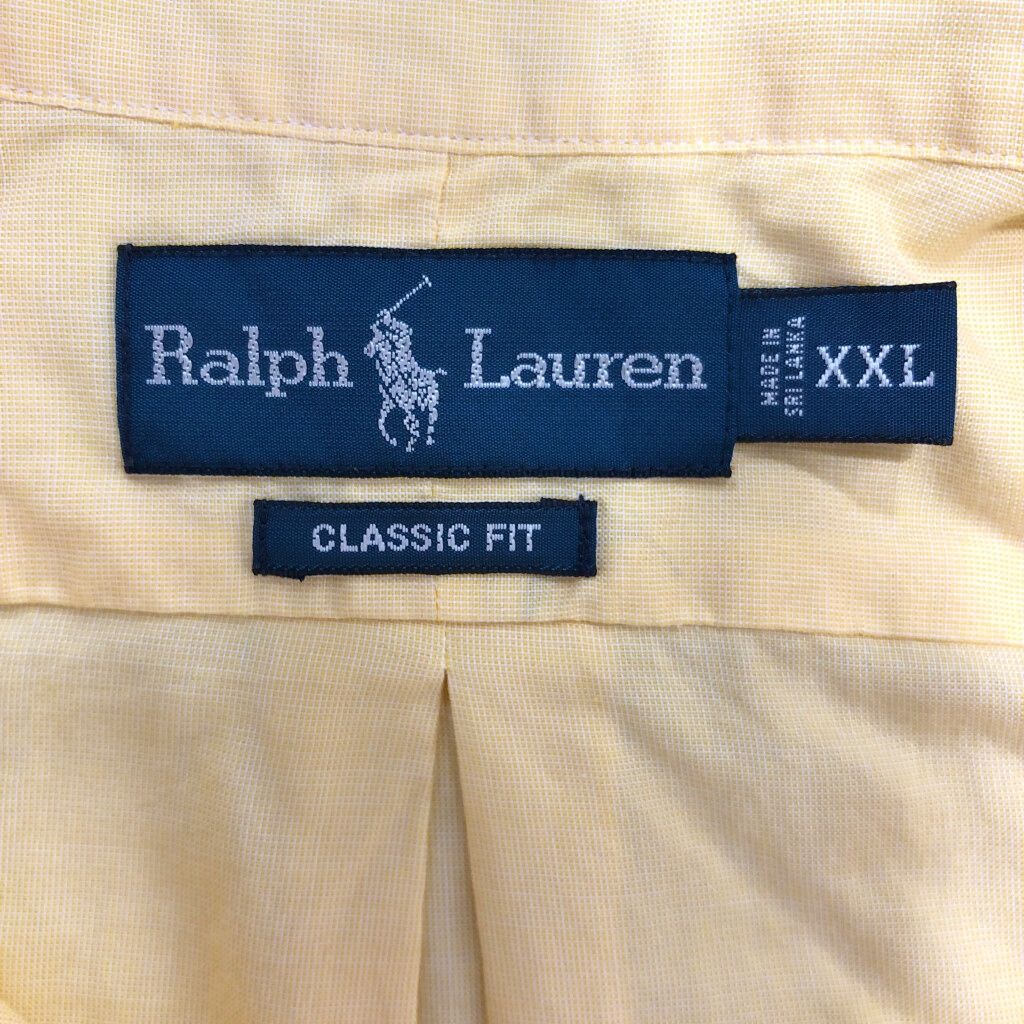 Ralph Lauren
MADE IN
SRI LANKA
XXL
CLASSIC FIT